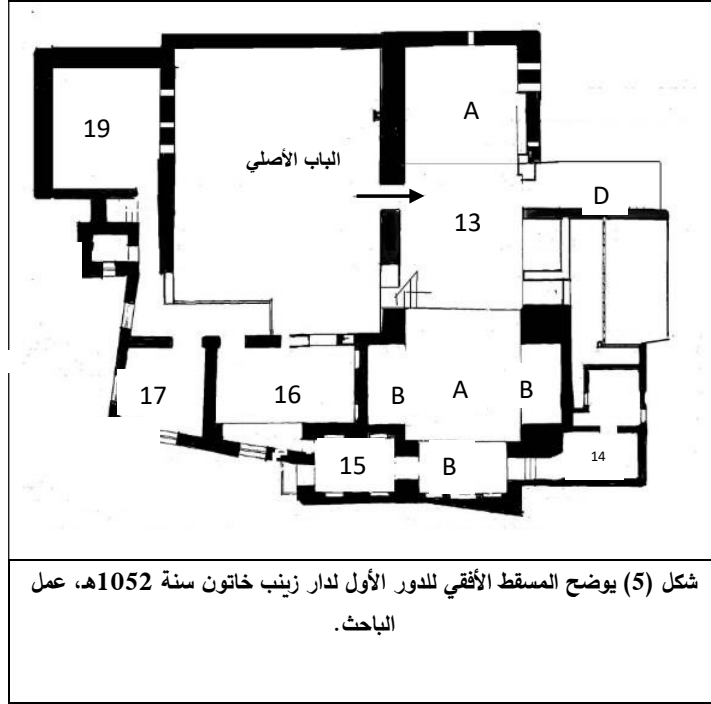 A
19
الباب الأصلي
D
13
17
16
B
A
B
15
B
14
شكل (5) يوضح المسقط الأفقي للدور الأول لدار زينب خاتون سنة 1052هـ، عمل
الباحث.